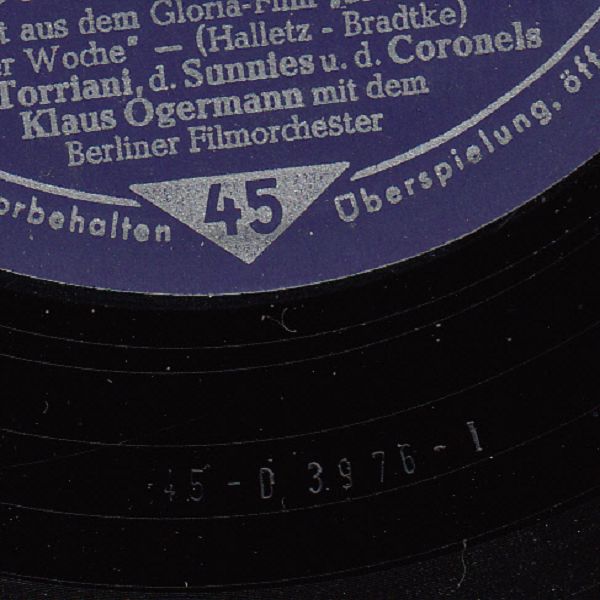 aus dem Gloria-Film
Woche" — (Halletz - Bradtke)
Torriani, d. Sunnies u. d. Coronels
Klaus Ogermann mit dem
Berliner Filmorchester
45
Überspielung, öff
orbehalten
45 - D 3976 - 1